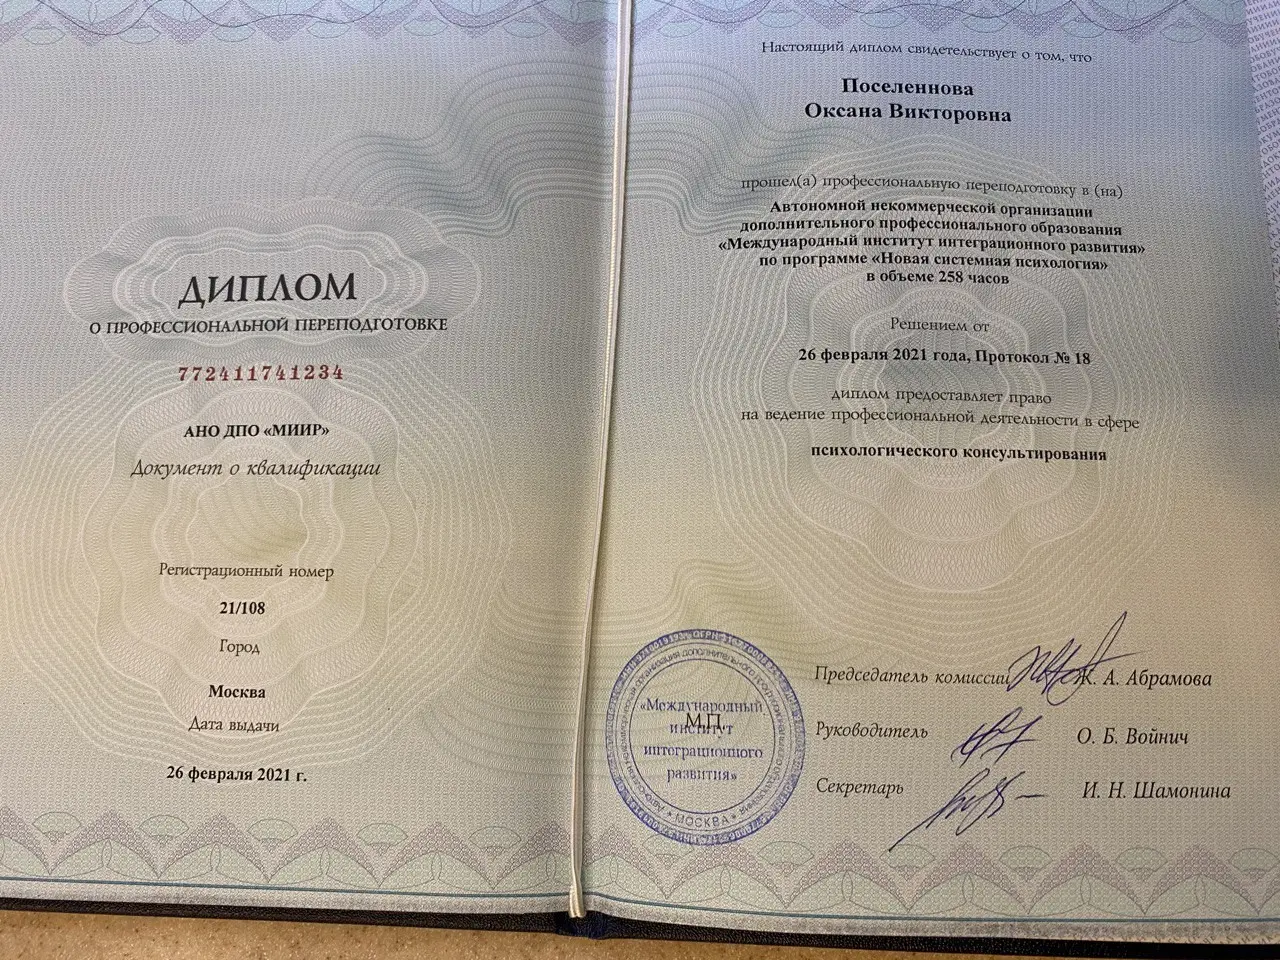 ДИПЛОМ
О ПРОФЕССИОНАЛЬНОЙ ПЕРЕПОДГОТОВКЕ
772411741234
АНО ДПО «МИИР»
Документ о квалификации
Регистрационный номер
21/108
Город
Москва
Дата выдачи
26 февраля 2021 г.
Настоящий диплом свидетельствует о том, что
Поселеннова
Оксана Викторовна
прошел(а) профессиональную переподготовку в (на)
Автономной некоммерческой организации
дополнительного профессионального образования
«Международный институт интеграционного развития»
по программе «Новая системная психология»
в объеме 258 часов
Решением от
26 февраля 2021 года, Протокол № 18
диплом предоставляет право
на ведение профессиональной деятельности в сфере
психологического консультирования
Председатель комиссии Ж. А. Абрамова
Руководитель О. Б. Войнич
Секретарь И. Н. Шамонина
М.П.
«Международный
институт
интеграционного
развития»
МОСКВА